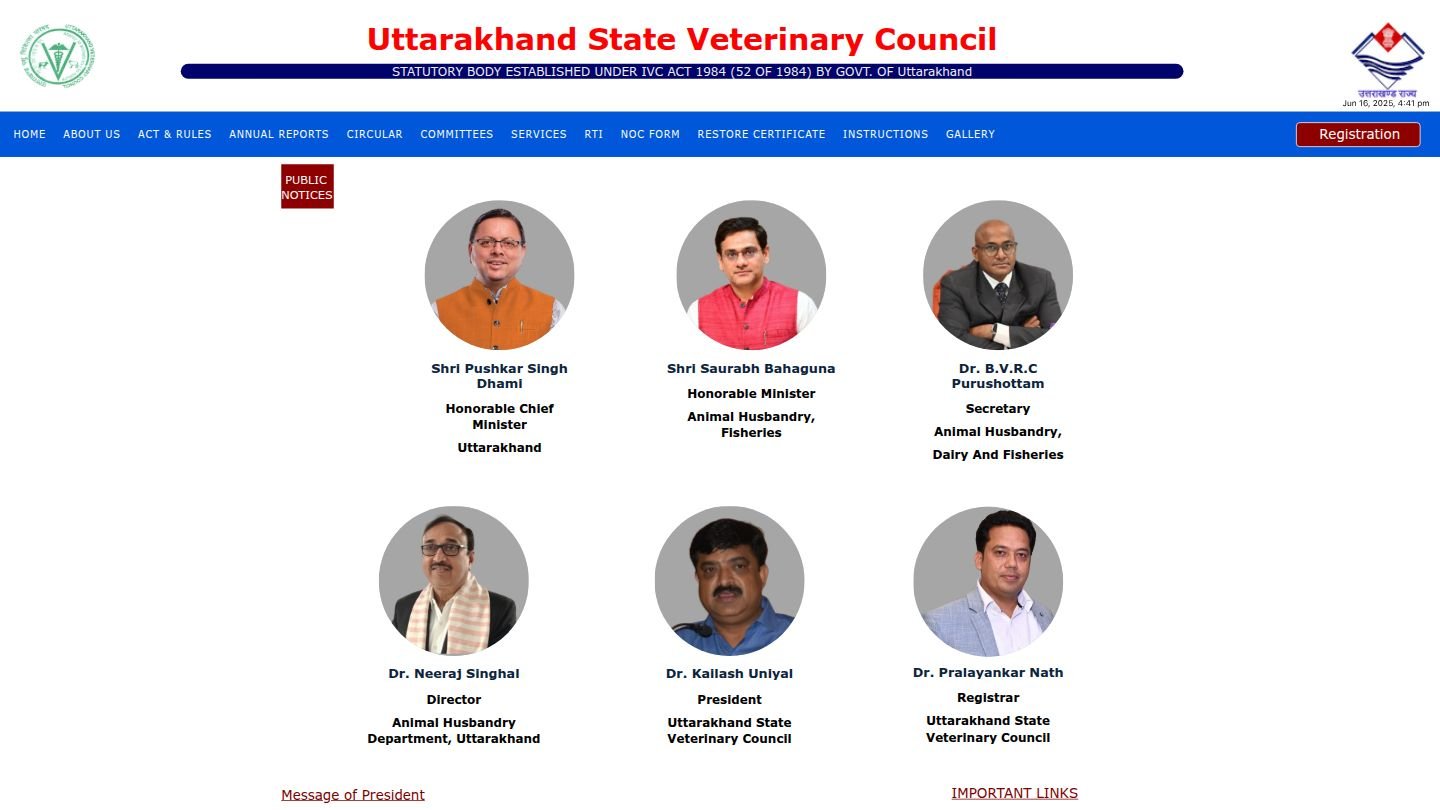 Uttarakhand State Veterinary Council
STATUTORY BODY ESTABLISHED UNDER IVC ACT 1984 (52 OF 1984) BY GOVT. OF Uttarakhand
उत्तराखण्ड राज्य
Jun 16, 2025, 4:41 pm
HOME ABOUT US ACT & RULES ANNUAL REPORTS CIRCULAR COMMITTEES SERVICES RTI NOC FORM RESTORE CERTIFICATE INSTRUCTIONS GALLERY Registration
PUBLIC
NOTICES
Shri Pushkar Singh
Dhami
Honorable Chief
Minister
Uttarakhand
Shri Saurabh Bahaguna
Honorable Minister
Animal Husbandry,
Fisheries
Dr. B.V.R.C
Purushottam
Secretary
Animal Husbandry,
Dairy And Fisheries
Dr. Neeraj Singhal
Director
Animal Husbandry
Department, Uttarakhand
Dr. Kailash Uniyal
President
Uttarakhand State
Veterinary Council
Dr. Pralayankar Nath
Registrar
Uttarakhand State
Veterinary Council
Message of President
IMPORTANT LINKS